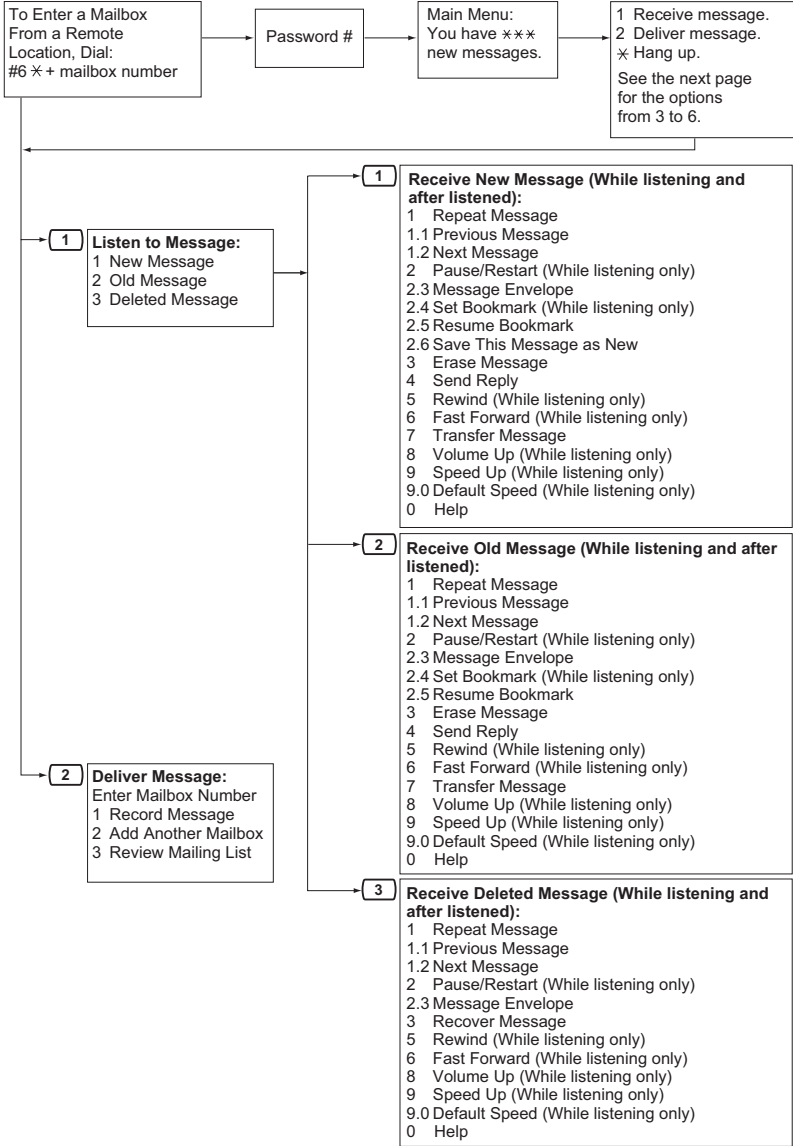 To Enter a Mailbox
From a Remote
Location, Dial:
#6 ✳ + mailbox number
Password #
Main Menu:
You have ✳✳✳
new messages.
1 Receive message.
2 Deliver message.
✳ Hang up.
See the next page
for the options
from 3 to 6.
1
Listen to Message:
1 New Message
2 Old Message
3 Deleted Message
1
Receive New Message (While listening and
after listened):
1 Repeat Message
1.1 Previous Message
1.2 Next Message
2 Pause/Restart (While listening only)
2.3 Message Envelope
2.4 Set Bookmark (While listening only)
2.5 Resume Bookmark
2.6 Save This Message as New
3 Erase Message
4 Send Reply
5 Rewind (While listening only)
6 Fast Forward (While listening only)
7 Transfer Message
8 Volume Up (While listening only)
9 Speed Up (While listening only)
9.0 Default Speed (While listening only)
0 Help
2
Receive Old Message (While listening and after
listened):
1 Repeat Message
1.1 Previous Message
1.2 Next Message
2 Pause/Restart (While listening only)
2.3 Message Envelope
2.4 Set Bookmark (While listening only)
2.5 Resume Bookmark
3 Erase Message
4 Send Reply
5 Rewind (While listening only)
6 Fast Forward (While listening only)
7 Transfer Message
8 Volume Up (While listening only)
9 Speed Up (While listening only)
9.0 Default Speed (While listening only)
0 Help
2
Deliver Message:
Enter Mailbox Number
1 Record Message
2 Add Another Mailbox
3 Review Mailing List
3
Receive Deleted Message (While listening and
after listened):
1 Repeat Message
1.1 Previous Message
1.2 Next Message
2 Pause/Restart (While listening only)
2.3 Message Envelope
3 Recover Message
5 Rewind (While listening only)
6 Fast Forward (While listening only)
8 Volume Up (While listening only)
9 Speed Up (While listening only)
9.0 Default Speed (While listening only)
0 Help